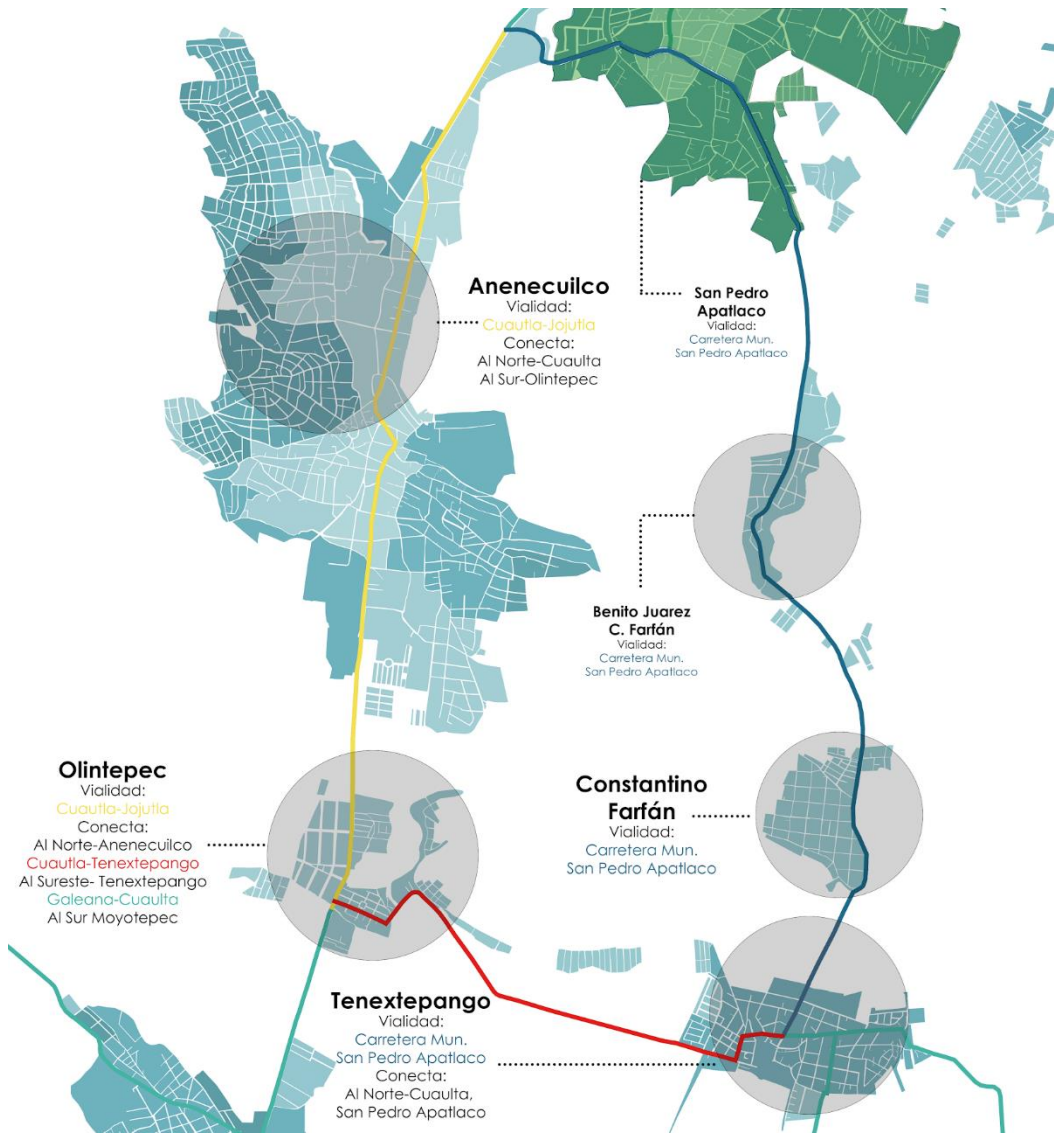 Anenecuilco
Vialidad:
Cuautla-Jojutla
Conecta:
Al Norte-Cuaulta
Al Sur-Olintepec
San Pedro
Apatlaco
Vialidad:
Carretera Mun.
San Pedro Apatlaco
Benito Juarez
C. Farfán
Vialidad:
Carretera Mun.
San Pedro Apatlaco
Olintepec
Vialidad:
Cuautla-Jojutla
Conecta:
Al Norte-Anenecuilco
Cuautla-Tenextepango
Al Sureste- Tenextepango
Galeana-Cuaulta
Al Sur Moyotepec
Constantino
Farfán
Vialidad:
Carretera Mun.
San Pedro Apatlaco
Tenextepango
Vialidad:
Carretera Mun.
San Pedro Apatlaco
Conecta:
Al Norte-Cuaulta,
San Pedro Apatlaco